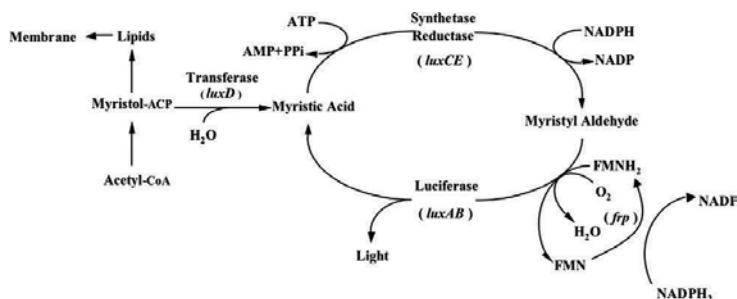 ATP
Synthetase
Reductase
(luxCE)
NADPH
NADP
Membrane
Lipids
AMP+PPi
Transferase
(luxD)
Myristol-ACP
H₂O
Myristic Acid
Myristyl Aldehyde
Acetyl-CoA
Luciferase
(luxAB)
Light
FMNH₂
O₂
H₂O
(frp)
FMN
NADP
NADPH₂